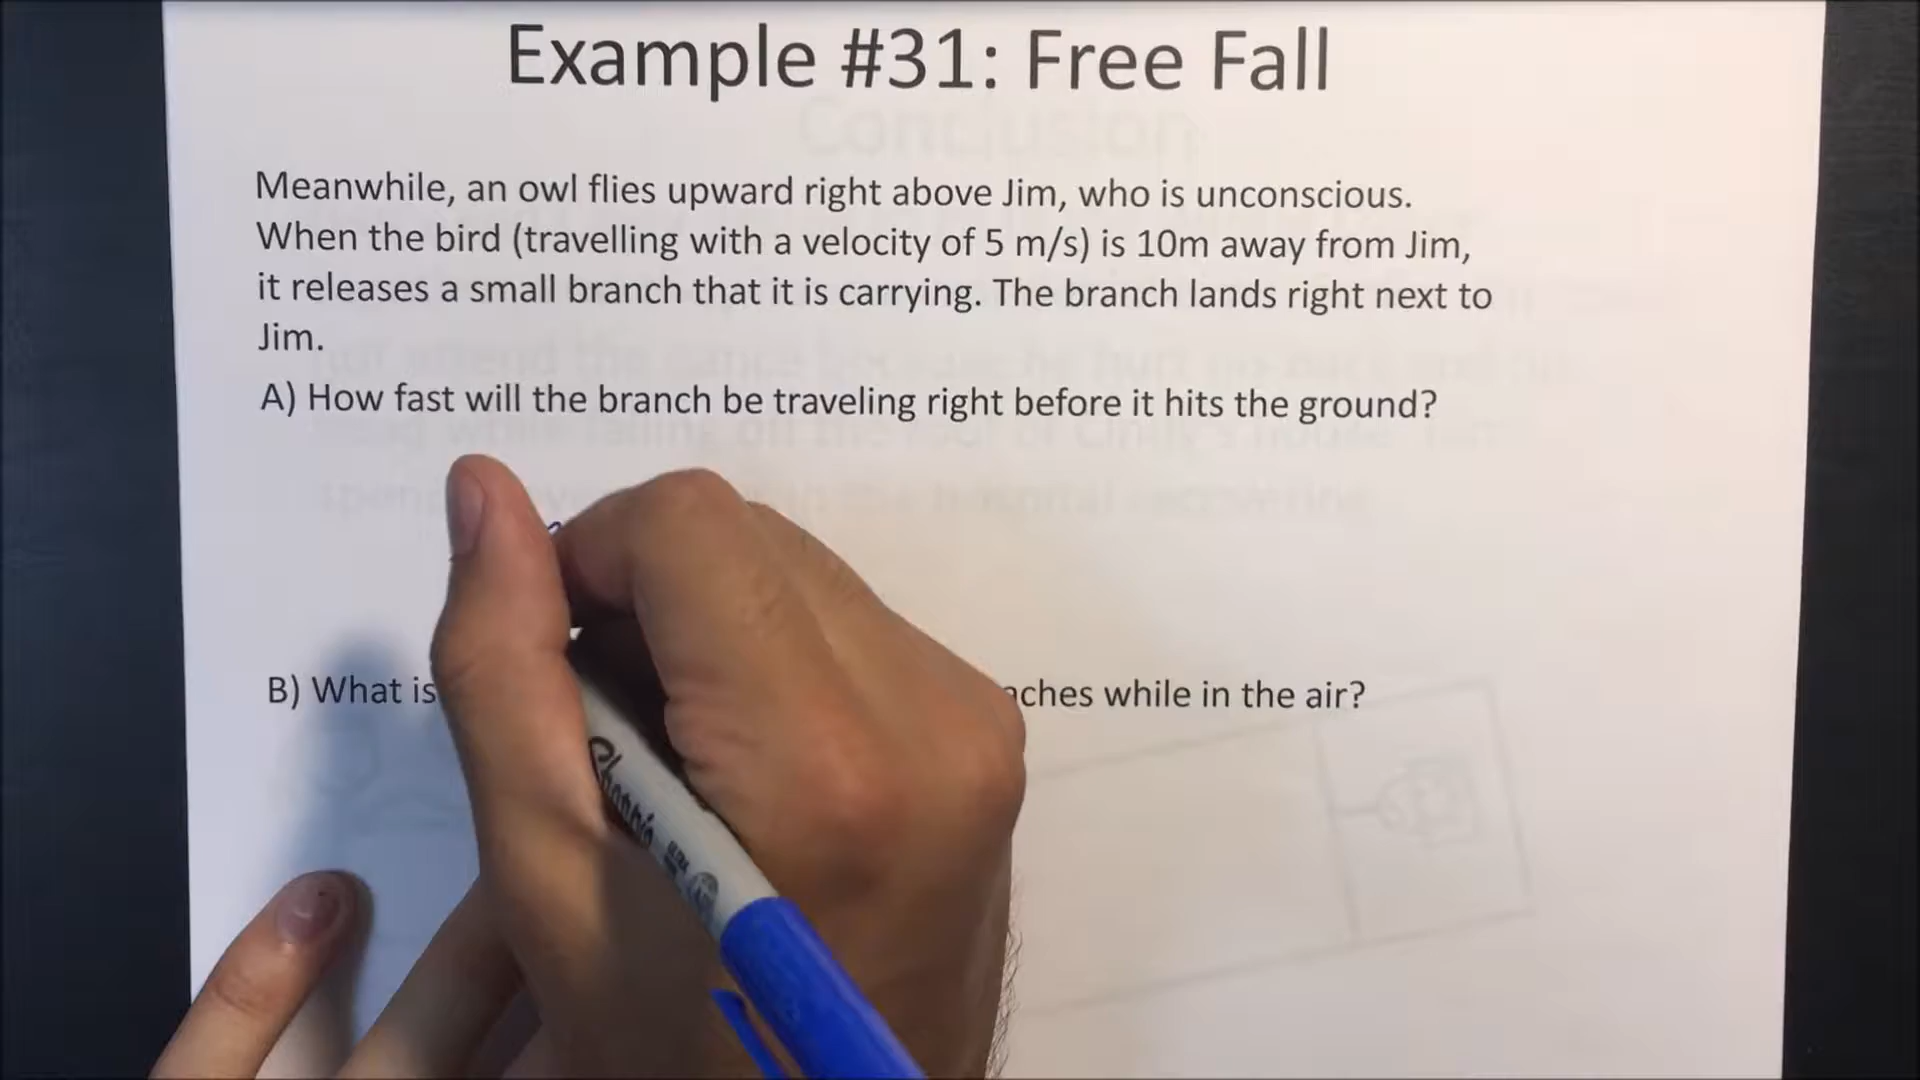 Example #31: Free Fall
Conclusion
Meanwhile, an owl flies upward right above Jim, who is unconscious.
When the bird (travelling with a velocity of 5 m/s) is 10m away from Jim,
it releases a small branch that it is carrying. The branch lands right next to
Jim.
A) How fast will the branch be traveling right before it hits the ground?
B) What is while in the air?
Sharpie